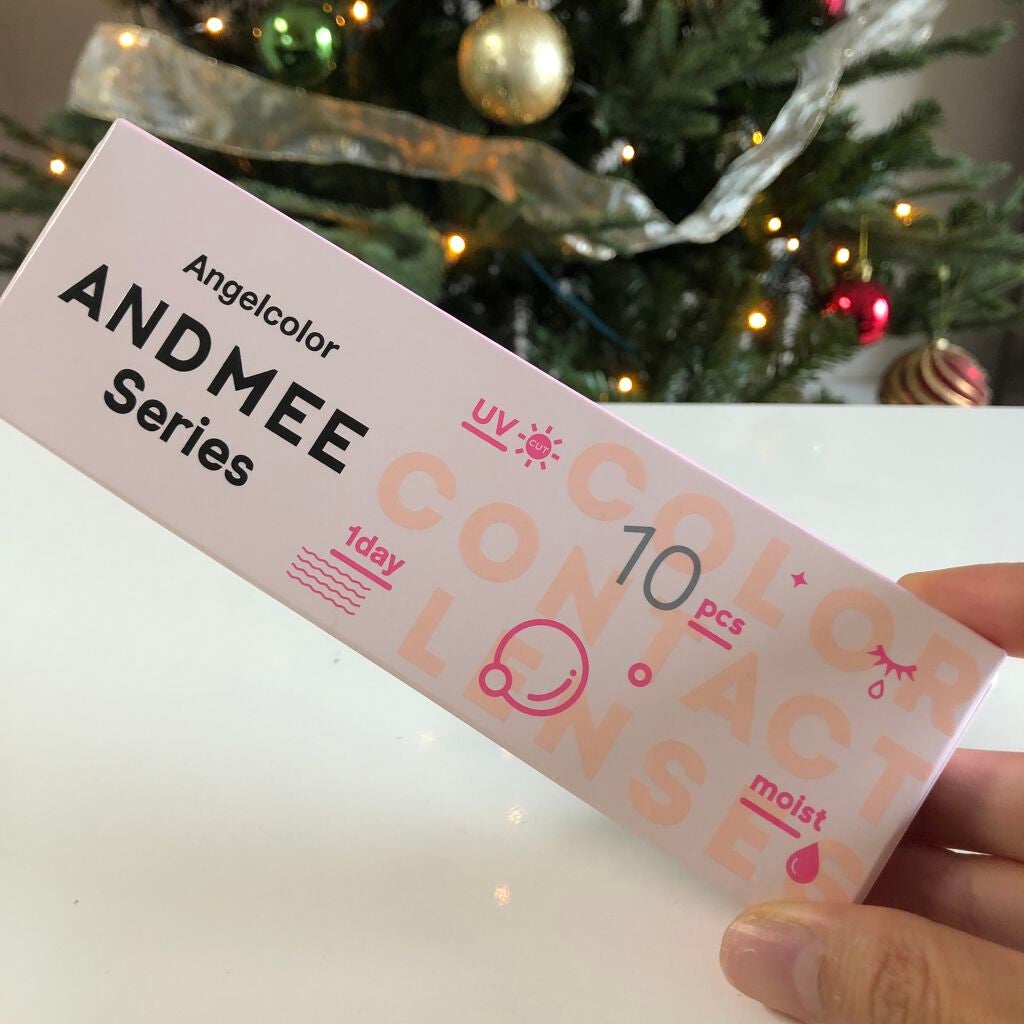 Angelcolor
ANDMEE
Series
UV CUT
1day
10 pcs
COLOR
CONTACT
LENSES
moist